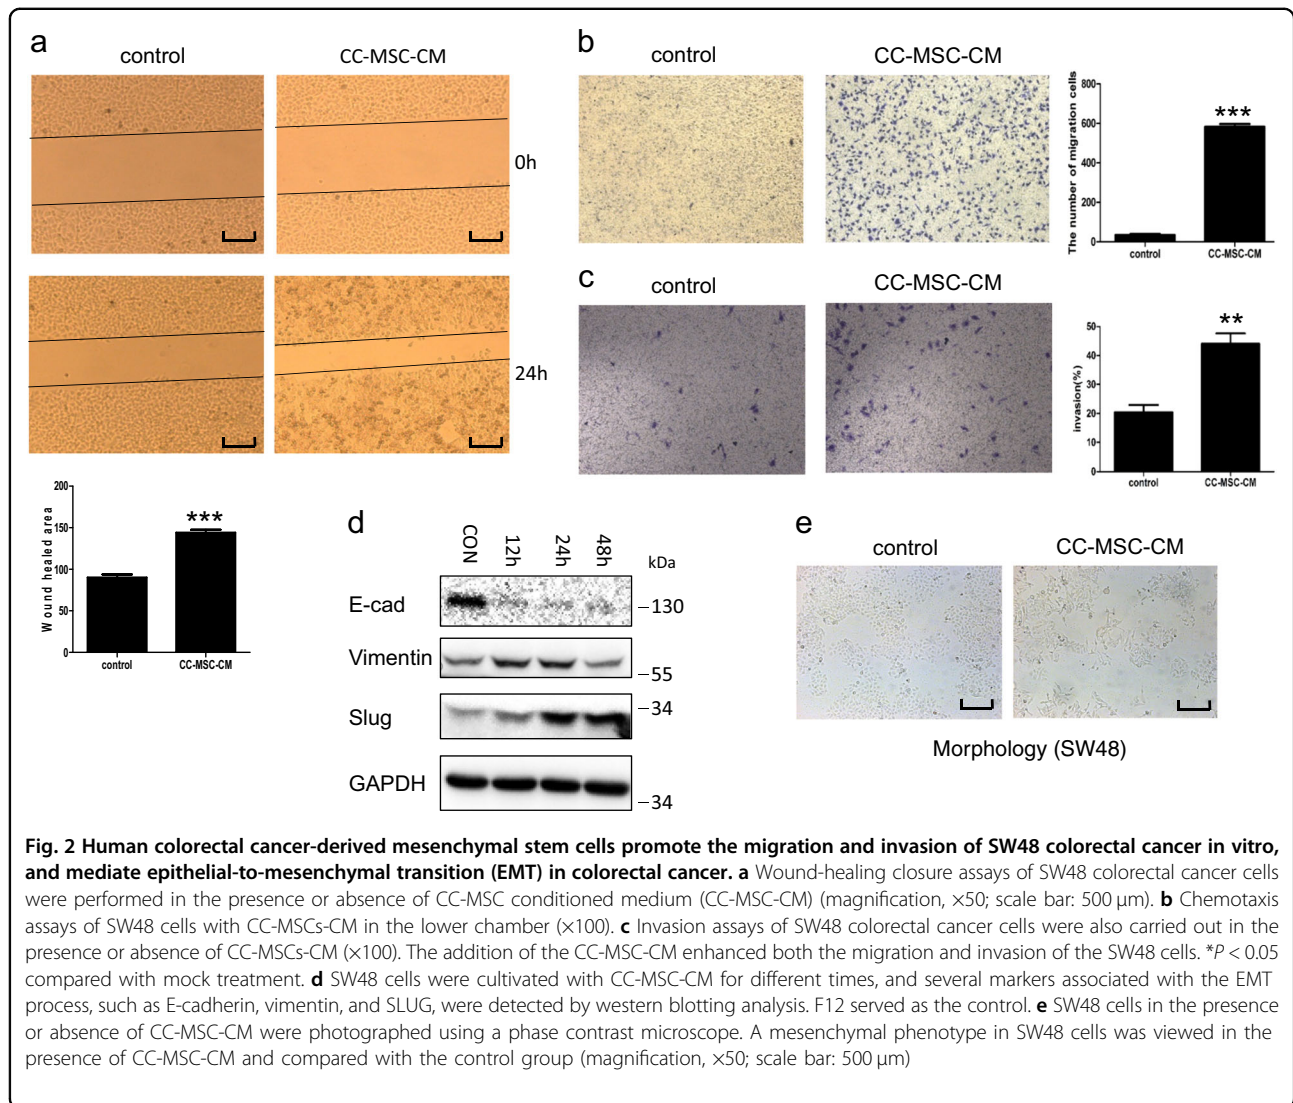 a
control
CC-MSC-CM
0h
24h
Wound healed area
200
150
100
50
0
***
control
CC-MSC-CM
b
control
CC-MSC-CM
The number of migration cells
800
600
400
200
0
***
control
CC-MSC-CM
c
control
CC-MSC-CM
invasion(%)
50
40
30
20
10
0
**
control
CC-MSC-CM
d
CON 12h 24h 48h
kDa
E-cad
130
Vimentin
55
Slug
34
GAPDH
34
e
control
CC-MSC-CM
Morphology (SW48)
Fig. 2 Human colorectal cancer-derived mesenchymal stem cells promote the migration and invasion of SW48 colorectal cancer in vitro,
and mediate epithelial-to-mesenchymal transition (EMT) in colorectal cancer. a Wound-healing closure assays of SW48 colorectal cancer cells
were performed in the presence or absence of CC-MSC conditioned medium (CC-MSC-CM) (magnification, ×50; scale bar: 500 μm). b Chemotaxis
assays of SW48 cells with CC-MSCs-CM in the lower chamber (×100). c Invasion assays of SW48 colorectal cancer cells were also carried out in the
presence or absence of CC-MSCs-CM (×100). The addition of the CC-MSC-CM enhanced both the migration and invasion of the SW48 cells. *P < 0.05
compared with mock treatment. d SW48 cells were cultivated with CC-MSC-CM for different times, and several markers associated with the EMT
process, such as E-cadherin, vimentin, and SLUG, were detected by western blotting analysis. F12 served as the control. e SW48 cells in the presence
or absence of CC-MSC-CM were photographed using a phase contrast microscope. A mesenchymal phenotype in SW48 cells was viewed in the
presence of CC-MSC-CM and compared with the control group (magnification, ×50; scale bar: 500 μm)